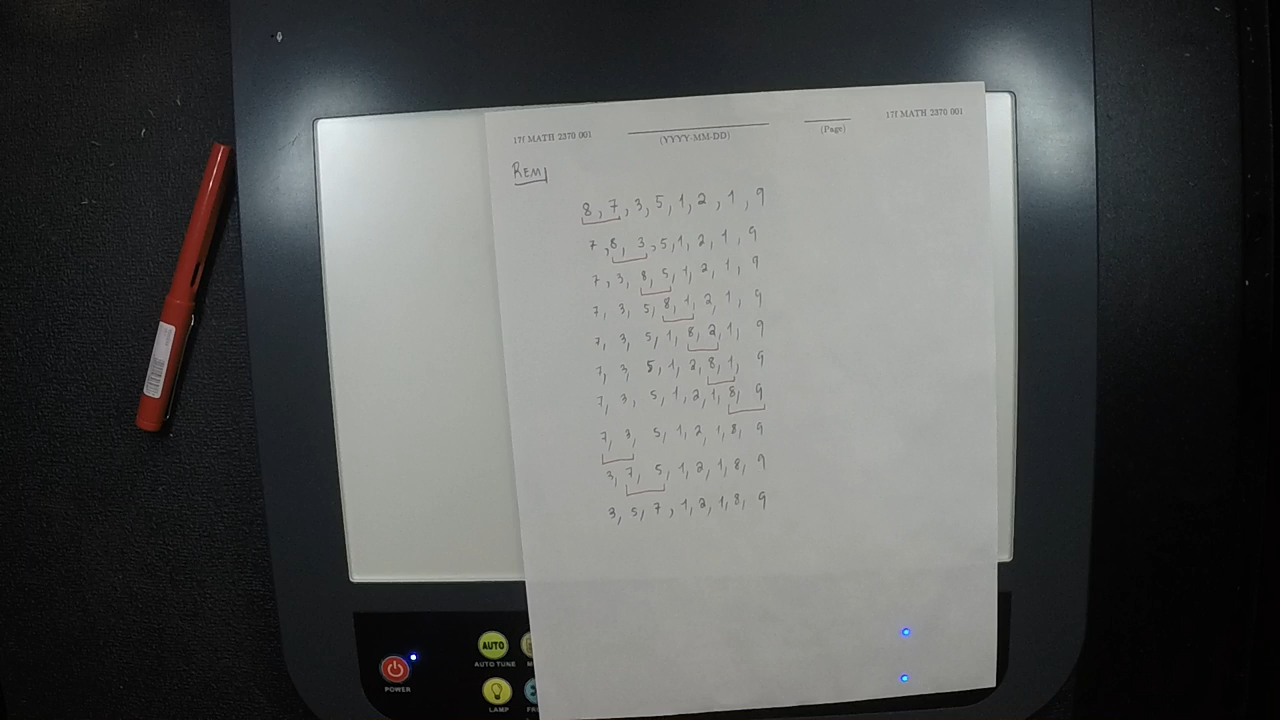 17f MATH 2370 001 (YYYY-MM-DD) (Page) 17f MATH 2370 001
REM
8, 7, 3, 5, 1, 2, 1, 9
7, 8, 3, 5, 1, 2, 1, 9
7, 3, 8, 5, 1, 2, 1, 9
7, 3, 5, 8, 1, 2, 1, 9
7, 3, 5, 1, 8, 2, 1, 9
7, 3, 5, 1, 2, 8, 1, 9
7, 3, 5, 1, 2, 1, 8, 9
7, 3, 5, 1, 2, 1, 8, 9
3, 7, 5, 1, 2, 1, 8, 9
3, 5, 7, 1, 2, 1, 8, 9
AUTO
AUTO TUNE
POWER
LAMP